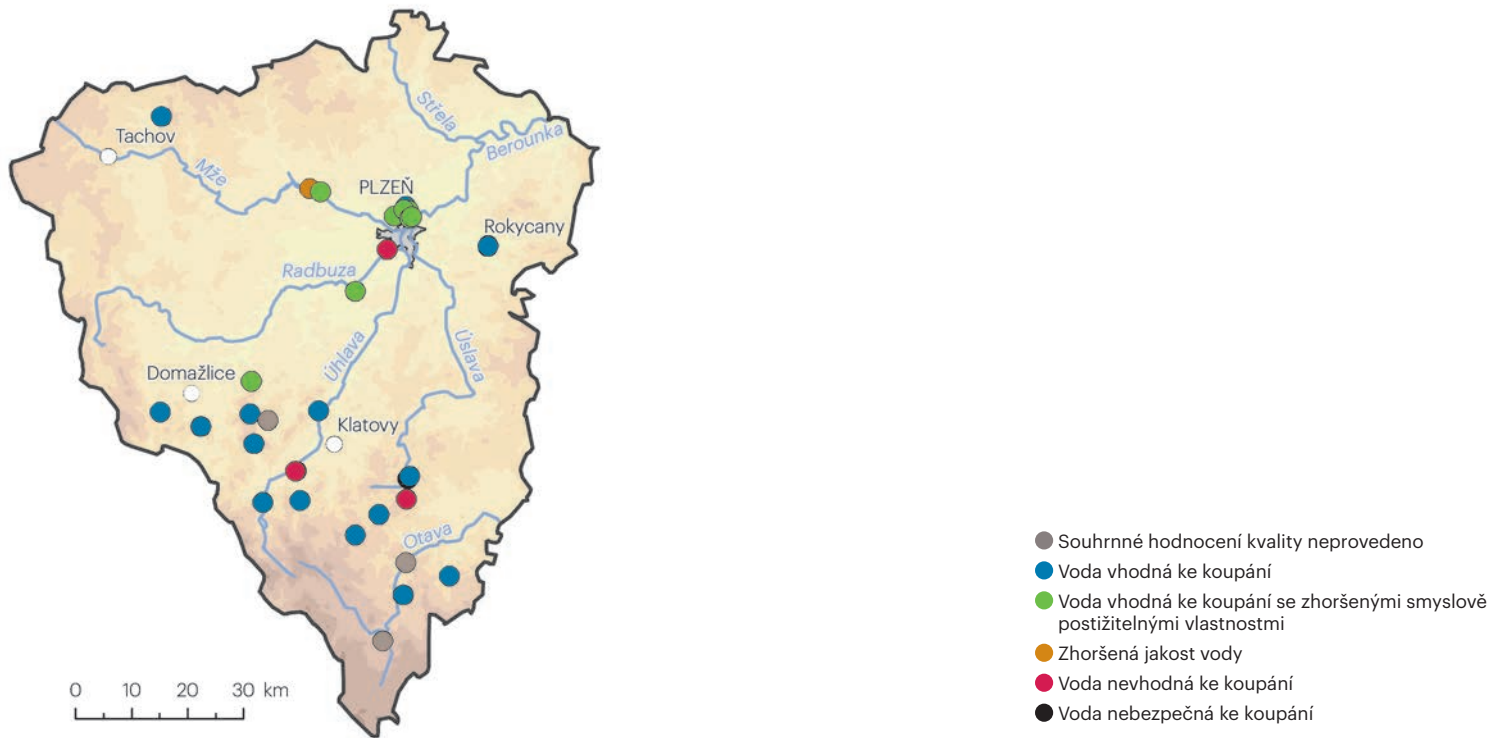 Střela
Berounka
Tachov
Mže
PLZEŇ
Rokycany
Radbuza
Úhlava
Úslava
Domažlice
Klatovy
Otava
0 10 20 30 km
Souhrnné hodnocení kvality neprovedeno
Voda vhodná ke koupání
Voda vhodná ke koupání se zhoršenými smyslově
postižitelnými vlastnostmi
Zhoršená jakost vody
Voda nevhodná ke koupání
Voda nebezpečná ke koupání